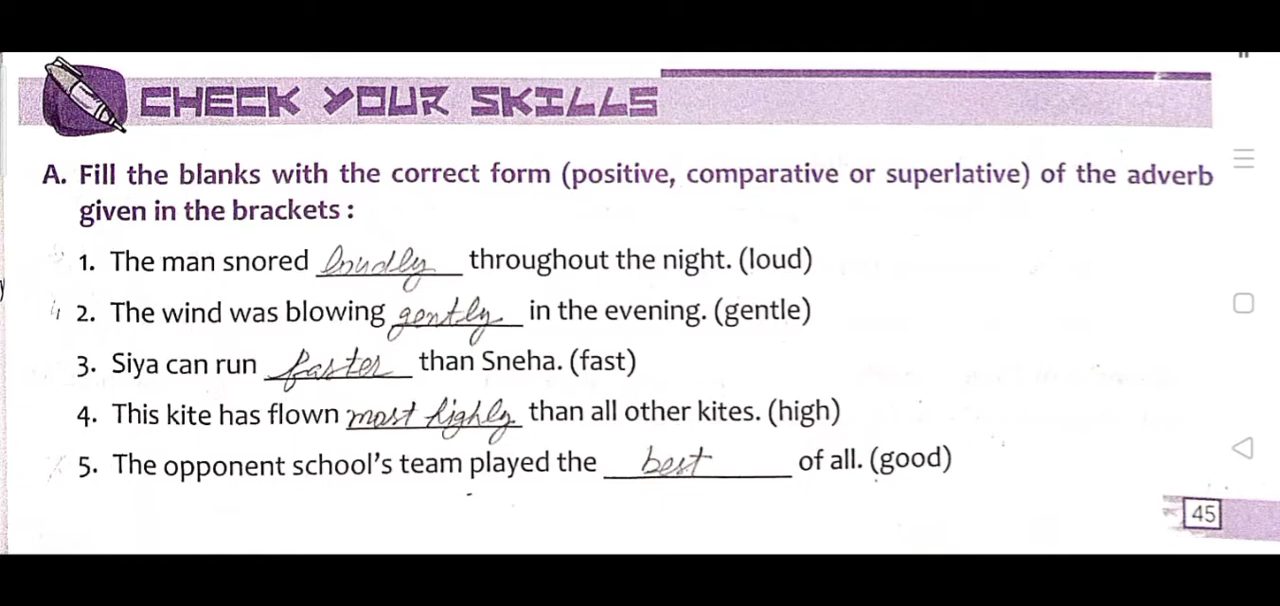 CHECK YOUR SKILLS
A. Fill the blanks with the correct form (positive, comparative or superlative) of the adverb
given in the brackets :
1. The man snored loudly throughout the night. (loud)
2. The wind was blowing gently in the evening. (gentle)
3. Siya can run faster than Sneha. (fast)
4. This kite has flown most highly than all other kites. (high)
5. The opponent school's team played the best of all. (good)
45